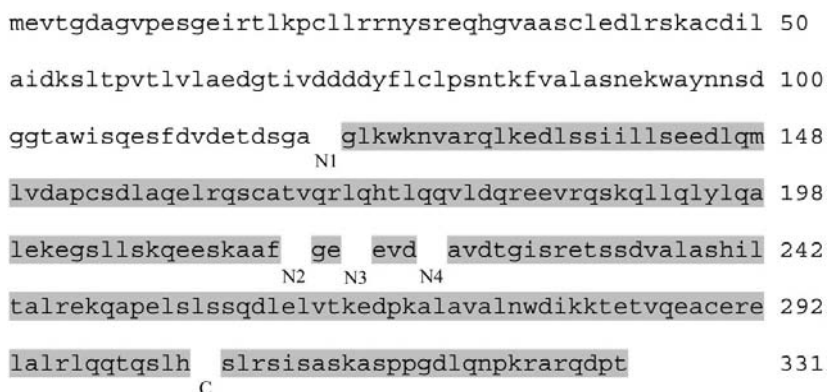 mevtgdagvpesgeirtlkpcllrrnysreqhgvaascledlrskacdil 50
aidksltpvtlvlaedgtivddddyflclpsntkfvalasnekwaynnsd 100
ggtawisqesfdvdetdsga glkwknvarqlkedlssiillseedlqm 148
N1
lvdapcsdlaqelrqscatvqrlqhtlqqvldqreevrqskqllqlylqa 198
lekegsllskqeeskaaf ge evd avdtgisretssdvalashil 242
N2 N3 N4
talrekqapelslssqdlelvtkedpkalavalnwdikktetvqeacere 292
lalrlqqtqslh slrsisaskasppgdlqnpkrarqdpt 331
C